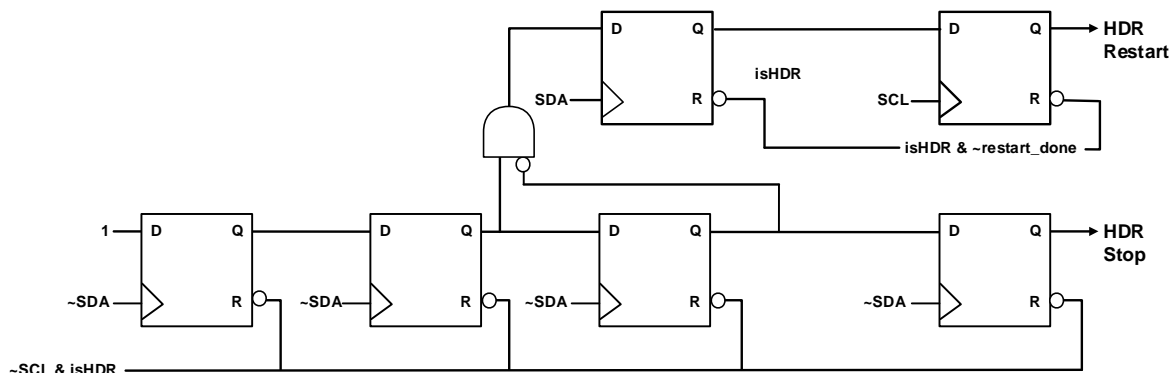 D Q D Q HDR
Restart
isHDR
SDA R SCL R
isHDR & ~restart_done
1 D Q D Q D Q D Q HDR
Stop
~SDA R ~SDA R ~SDA R ~SDA R
~SCL & isHDR